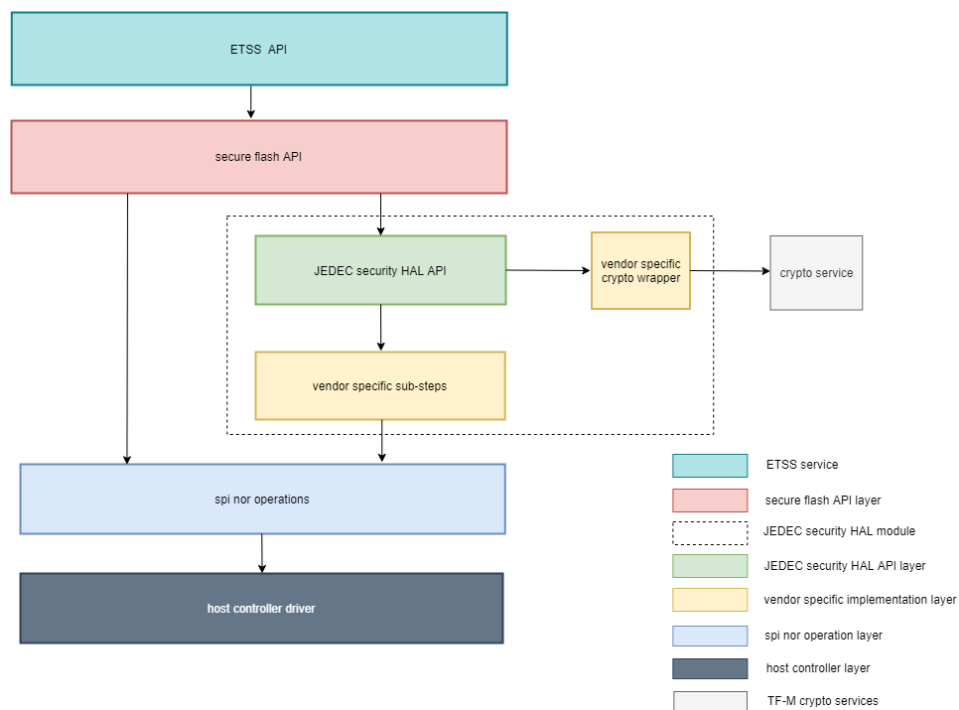 ETSS API
secure flash API
JEDEC security HAL API
vendor specific
crypto wrapper
crypto service
vendor specific sub-steps
spi nor operations
host controller driver
ETSS service
secure flash API layer
JEDEC security HAL module
JEDEC security HAL API layer
vendor specific implementation layer
spi nor operation layer
host controller layer
TF-M crypto services